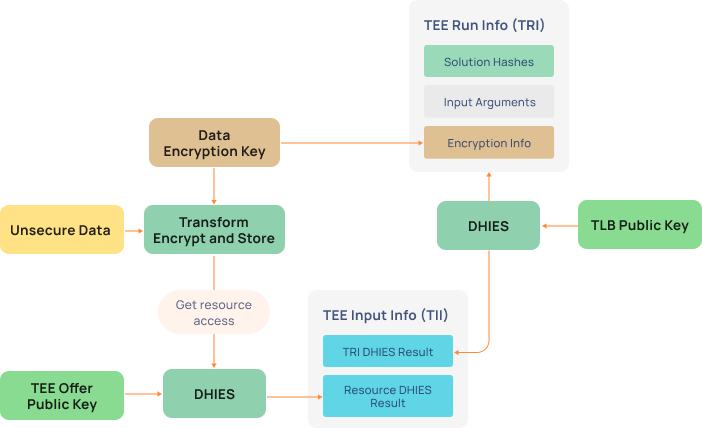 TEE Run Info (TRI)
Solution Hashes
Input Arguments
Encryption Info
Data
Encryption Key
Unsecure Data
Transform
Encrypt and Store
DHIES
TLB Public Key
Get resource
access
TEE Input Info (TII)
TRI DHIES Result
Resource DHIES
Result
TEE Offer
Public Key
DHIES